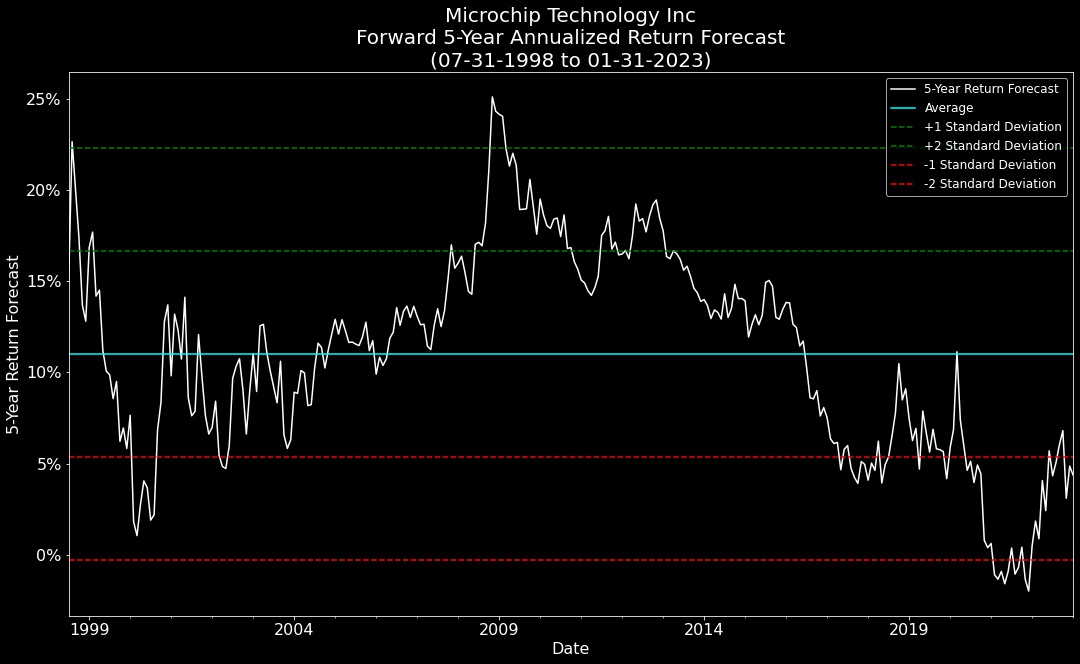 Microchip Technology Inc
Forward 5-Year Annualized Return Forecast
(07-31-1998 to 01-31-2023)
5-Year Return Forecast
Average
+1 Standard Deviation
+2 Standard Deviation
-1 Standard Deviation
-2 Standard Deviation
25%
20%
15%
10%
5%
0%
5-Year Return Forecast
1999
2004
2009
2014
2019
Date